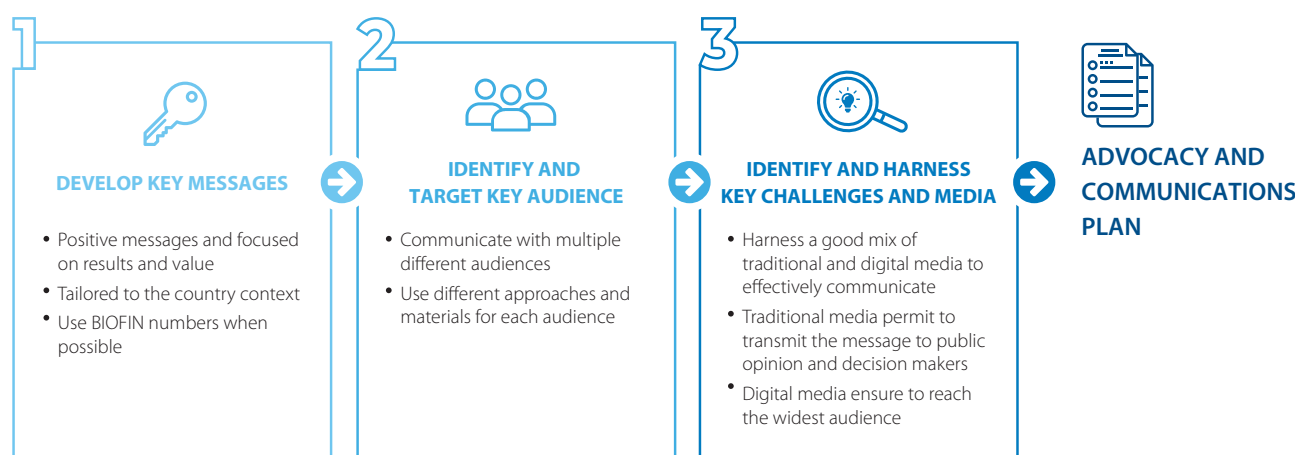 1
DEVELOP KEY MESSAGES
• Positive messages and focused
on results and value
• Tailored to the country context
• Use BIOFIN numbers when
possible
2
IDENTIFY AND
TARGET KEY AUDIENCE
• Communicate with multiple
different audiences
• Use different approaches and
materials for each audience
3
IDENTIFY AND HARNESS
KEY CHALLENGES AND MEDIA
• Harness a good mix of
traditional and digital media to
effectively communicate
• Traditional media permit to
transmit the message to public
opinion and decision makers
• Digital media ensure to reach
the widest audience
ADVOCACY AND
COMMUNICATIONS
PLAN